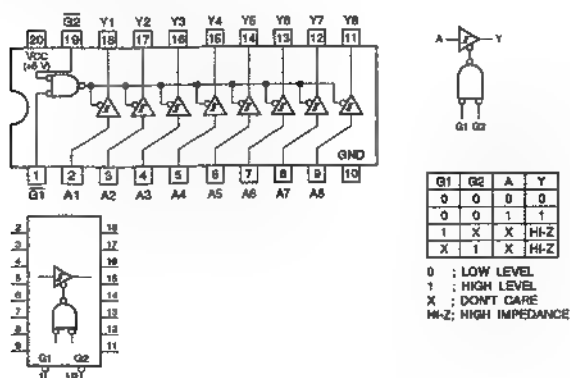 G2 Y1 Y2 Y3 Y4 Y5 Y6 Y7 Y8
20 19 18 17 16 15 14 13 12 11
VCC
(+5 V)
GND
1 2 3 4 5 6 7 8 9 10
G1 A1 A2 A3 A4 A5 A6 A7 A8
A Y
G1 G2
G1 G2 A Y
0 0 0 0
0 0 1 1
1 X X HI-Z
X 1 X HI-Z
0 ; LOW LEVEL
1 ; HIGH LEVEL
X ; DON'T CARE
HI-Z; HIGH IMPEDANCE
2 18
3 17
4 16
5 15
6 14
7 13
8 12
9 11
G1 G2
1 19